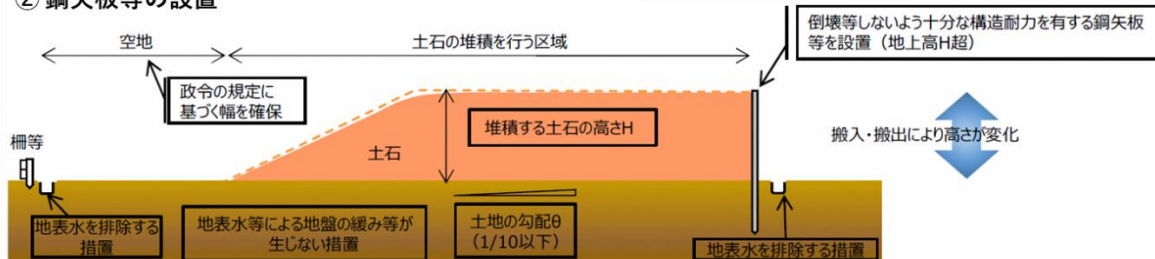 ② 鋼矢板等の設置
空地
土石の堆積を行う区域
倒壊等しないよう十分な構造耐力を有する鋼矢板
等を設置（地上高H超）
政令の規定に
基づく幅を確保
堆積する土石の高さH
搬入・搬出により高さが変化
柵等
土石
地表水を排除する
措置
地表水等による地盤の緩み等が
生じない措置
土地の勾配θ
（1/10以下）
地表水を排除する措置